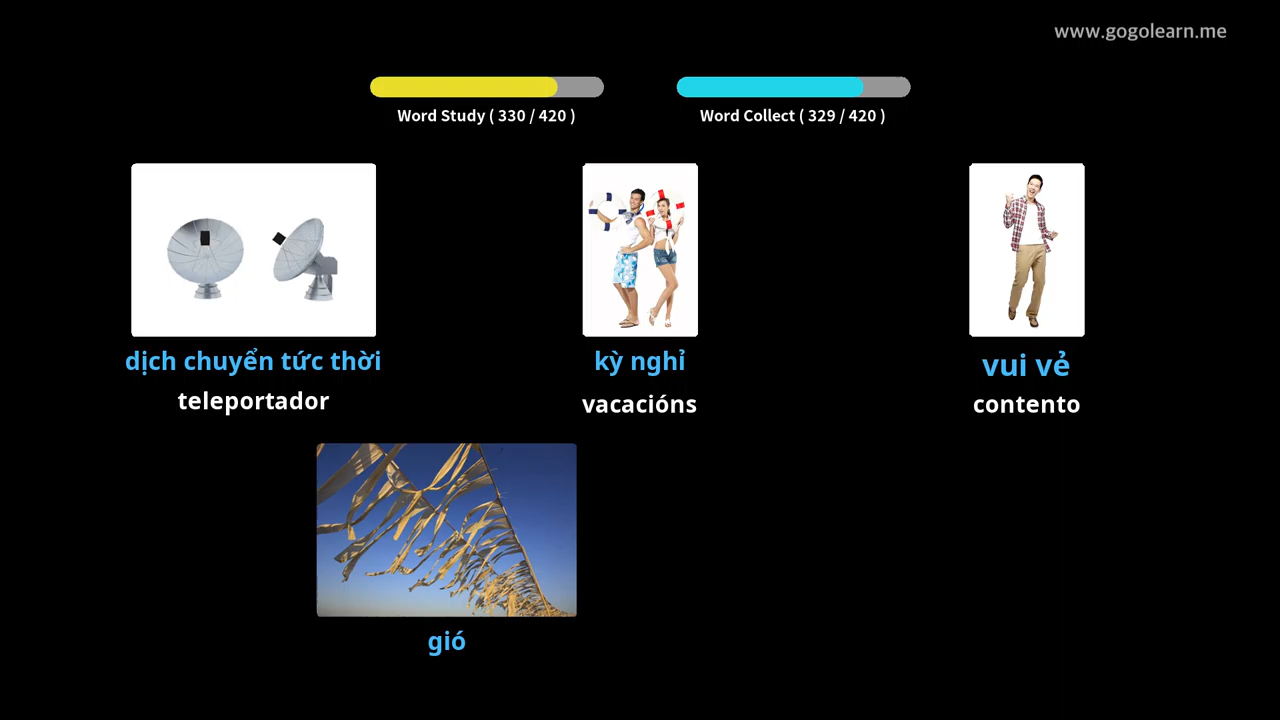 www.gogolearn.me
Word Study ( 330 / 420 )
Word Collect ( 329 / 420 )
dịch chuyển tức thời
teleportador
kỳ nghỉ
vacacións
vui vẻ
contento
gió